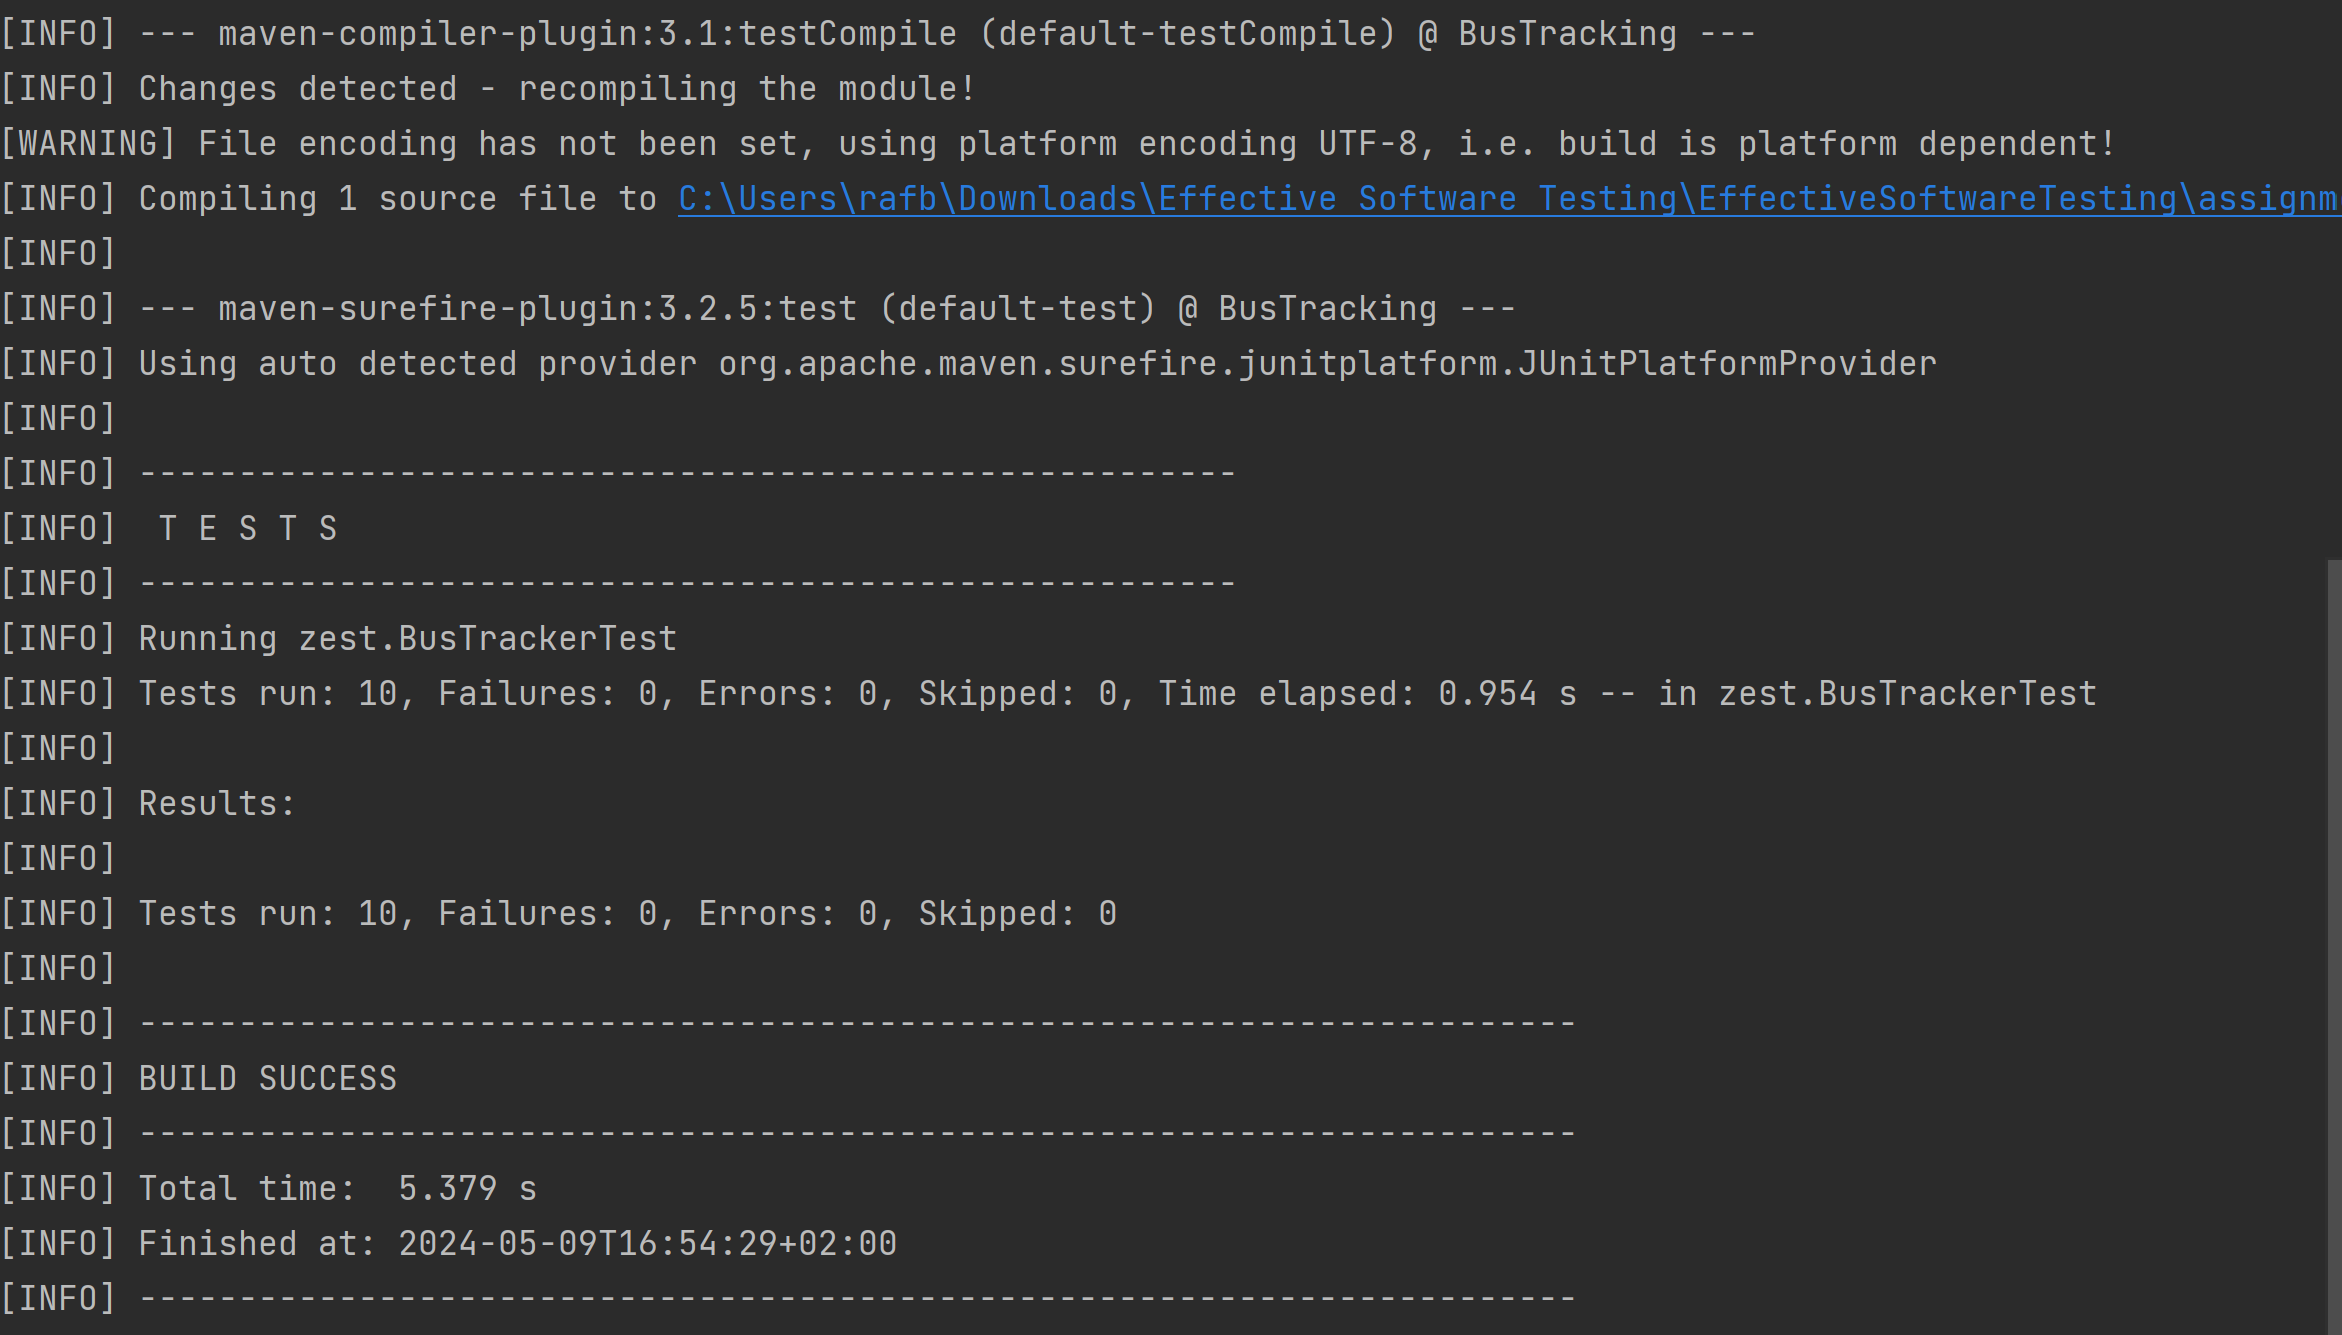 [INFO] --- maven-compiler-plugin:3.1:testCompile (default-testCompile) @ BusTracking ---
[INFO] Changes detected - recompiling the module!
[WARNING] File encoding has not been set, using platform encoding UTF-8, i.e. build is platform dependent!
[INFO] Compiling 1 source file to C:\Users\rafb\Downloads\Effective Software Testing\EffectiveSoftwareTesting\assignm
[INFO]
[INFO] --- maven-surefire-plugin:3.2.5:test (default-test) @ BusTracking ---
[INFO] Using auto detected provider org.apache.maven.surefire.junitplatform.JUnitPlatformProvider
[INFO]
[INFO] -------------------------------------------------------
[INFO]  T E S T S
[INFO] -------------------------------------------------------
[INFO] Running zest.BusTrackerTest
[INFO] Tests run: 10, Failures: 0, Errors: 0, Skipped: 0, Time elapsed: 0.954 s -- in zest.BusTrackerTest
[INFO]
[INFO] Results:
[INFO]
[INFO] Tests run: 10, Failures: 0, Errors: 0, Skipped: 0
[INFO]
[INFO] ------------------------------------------------------------------------
[INFO] BUILD SUCCESS
[INFO] ------------------------------------------------------------------------
[INFO] Total time:  5.379 s
[INFO] Finished at: 2024-05-09T16:54:29+02:00
[INFO] ------------------------------------------------------------------------